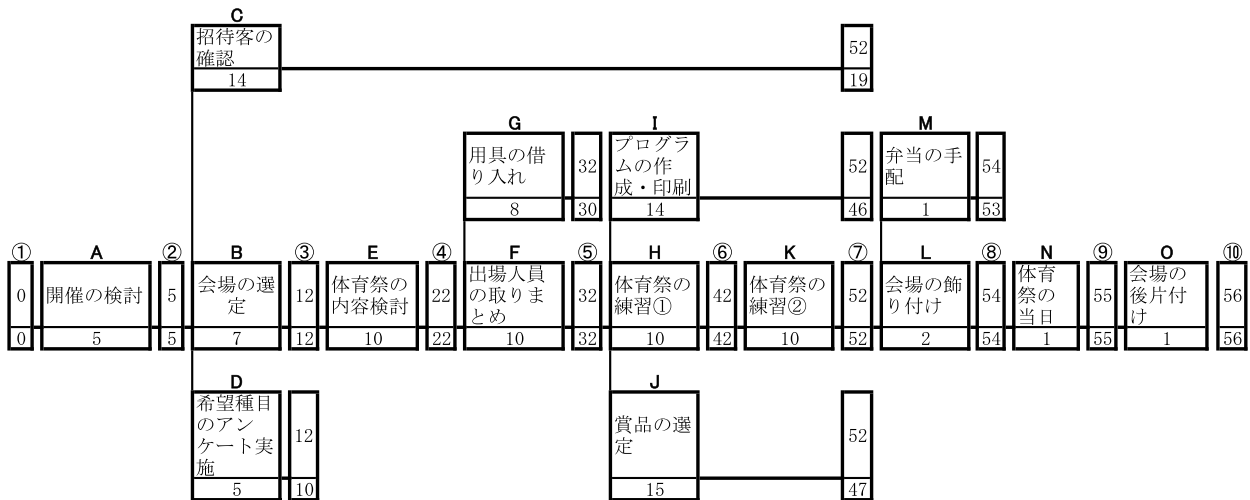 C
招待客の
確認
14
52
19
G
用具の借
り入れ
8
32
30
I
プログラ
ムの作
成・印刷
14
52
46
M
弁当の手
配
1
54
53
①
0
0
A
開催の検討
5
②
5
5
B
会場の選
定
7
③
12
12
E
体育祭の
内容検討
10
④
22
22
F
出場人員
の取りま
とめ
10
⑤
32
32
H
体育祭の
練習①
10
⑥
42
42
K
体育祭の
練習②
10
⑦
52
52
L
会場の飾
り付け
2
⑧
54
54
N
体育
祭の
当日
1
⑨
55
55
O
会場の
後片付
け
1
⑩
56
56
D
希望種目
のアン
ケート実
施
5
12
10
J
賞品の選
定
15
52
47